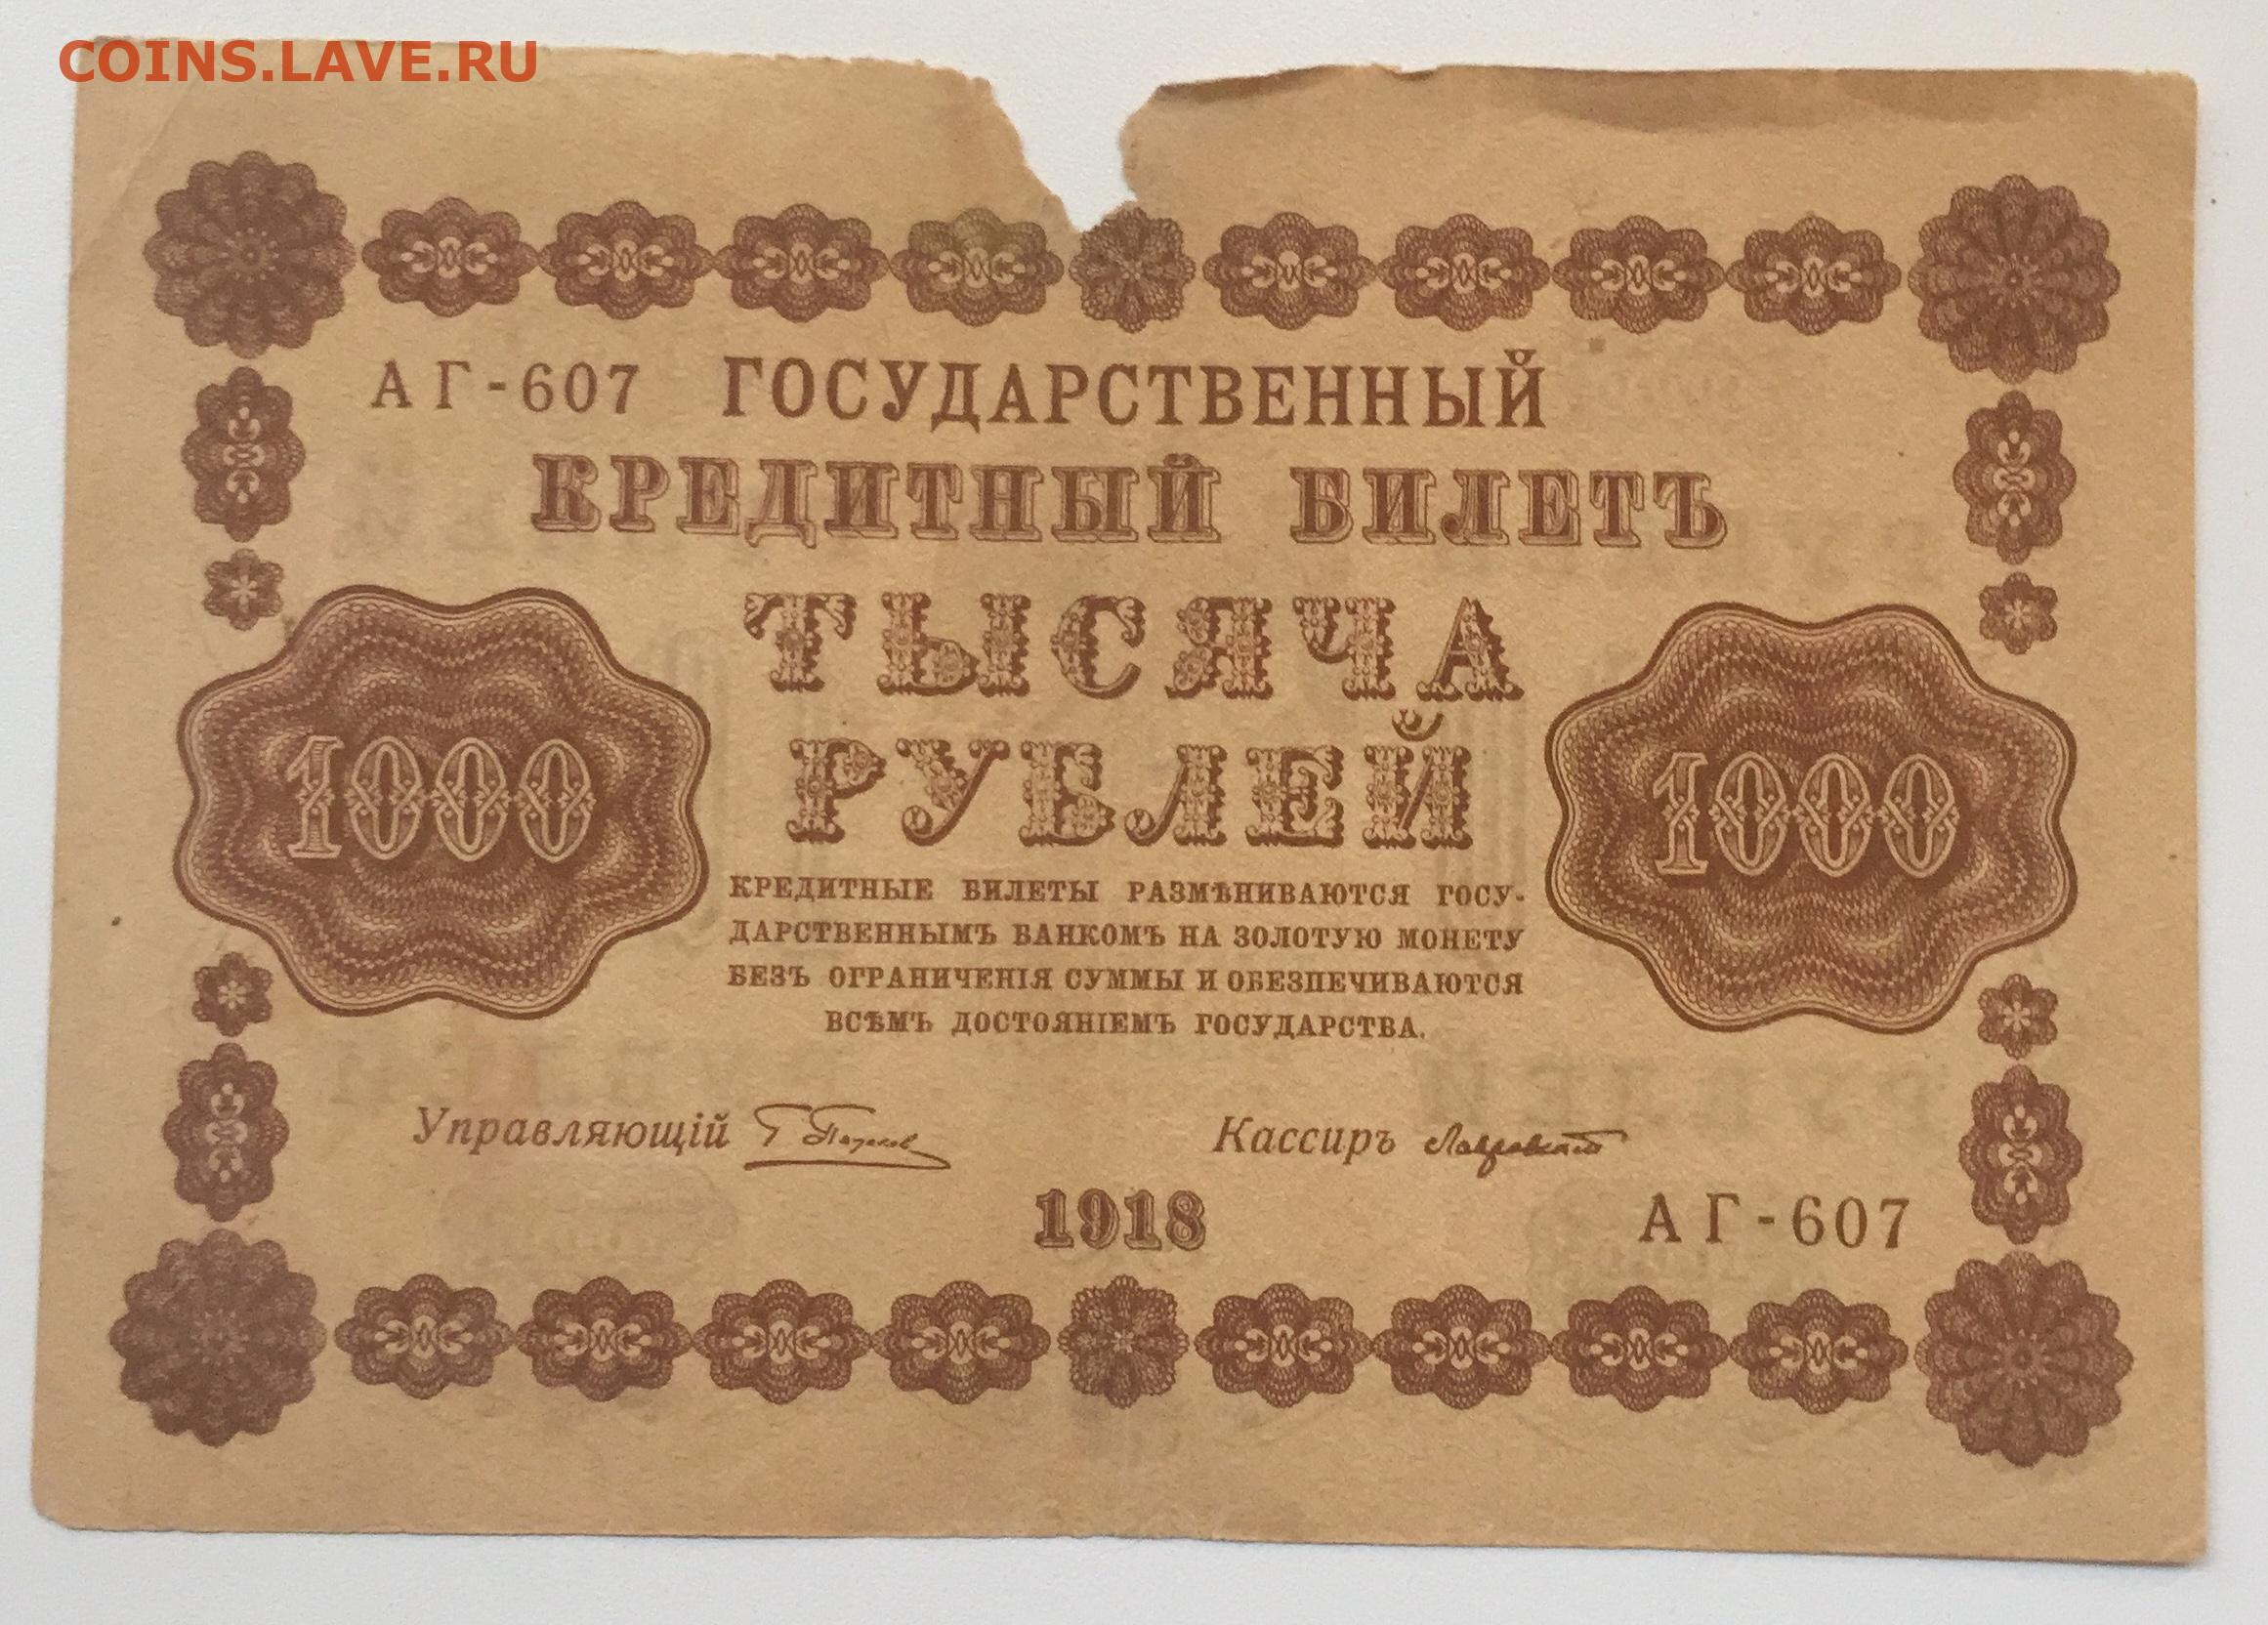 COINS.LAVE.RU
АГ-607 ГОСУДАРСТВЕННЫЙ
КРЕДИТНЫЙ БИЛЕТЪ
ТЫСЯЧА
РУБЛЕЙ
1000
1000
КРЕДИТНЫЕ БИЛЕТЫ РАЗМѢНИВАЮТСЯ ГОСУ-
ДАРСТВЕННЫМЪ БАНКОМЪ НА ЗОЛОТУЮ МОНЕТУ
БЕЗЪ ОГРАНИЧЕНІЯ СУММЫ И ОБЕЗПЕЧИВАЮТСЯ
ВСѢМЪ ДОСТОЯНІЕМЪ ГОСУДАРСТВА.
Управляющій
Кассиръ
1918
АГ-607